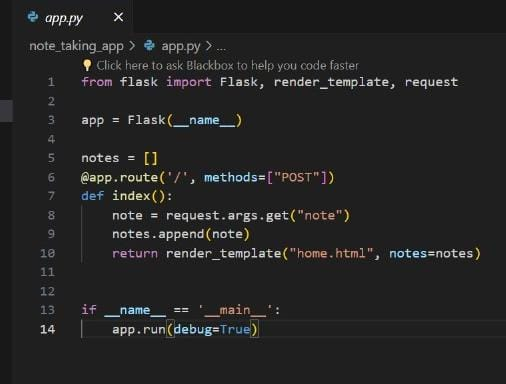 app.py ×
note_taking_app > app.py > ...
Click here to ask Blackbox to help you code faster
1 from flask import Flask, render_template, request
2
3 app = Flask(__name__)
4
5 notes = []
6 @app.route('/', methods=["POST"])
7 def index():
8     note = request.args.get("note")
9     notes.append(note)
10     return render_template("home.html", notes=notes)
11
12
13 if __name__ == '__main__':
14     app.run(debug=True)